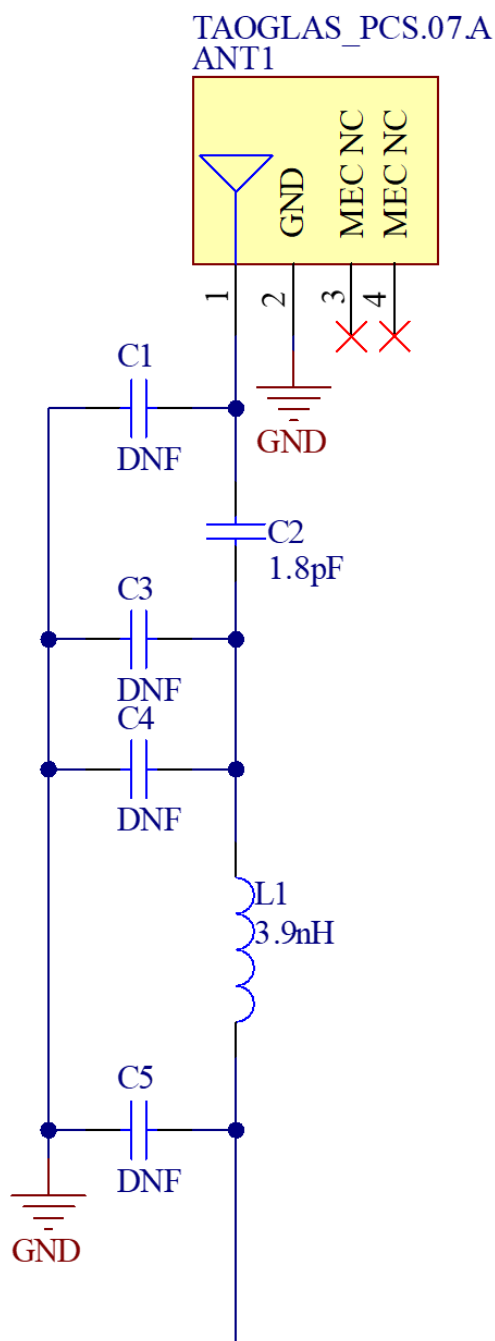 TAOGLAS_PCS.07.A
ANT1
GND
MEC NC
MEC NC
1
2
3
4
C1
DNF
GND
C2
1.8pF
C3
DNF
C4
DNF
L1
3.9nH
C5
DNF
GND